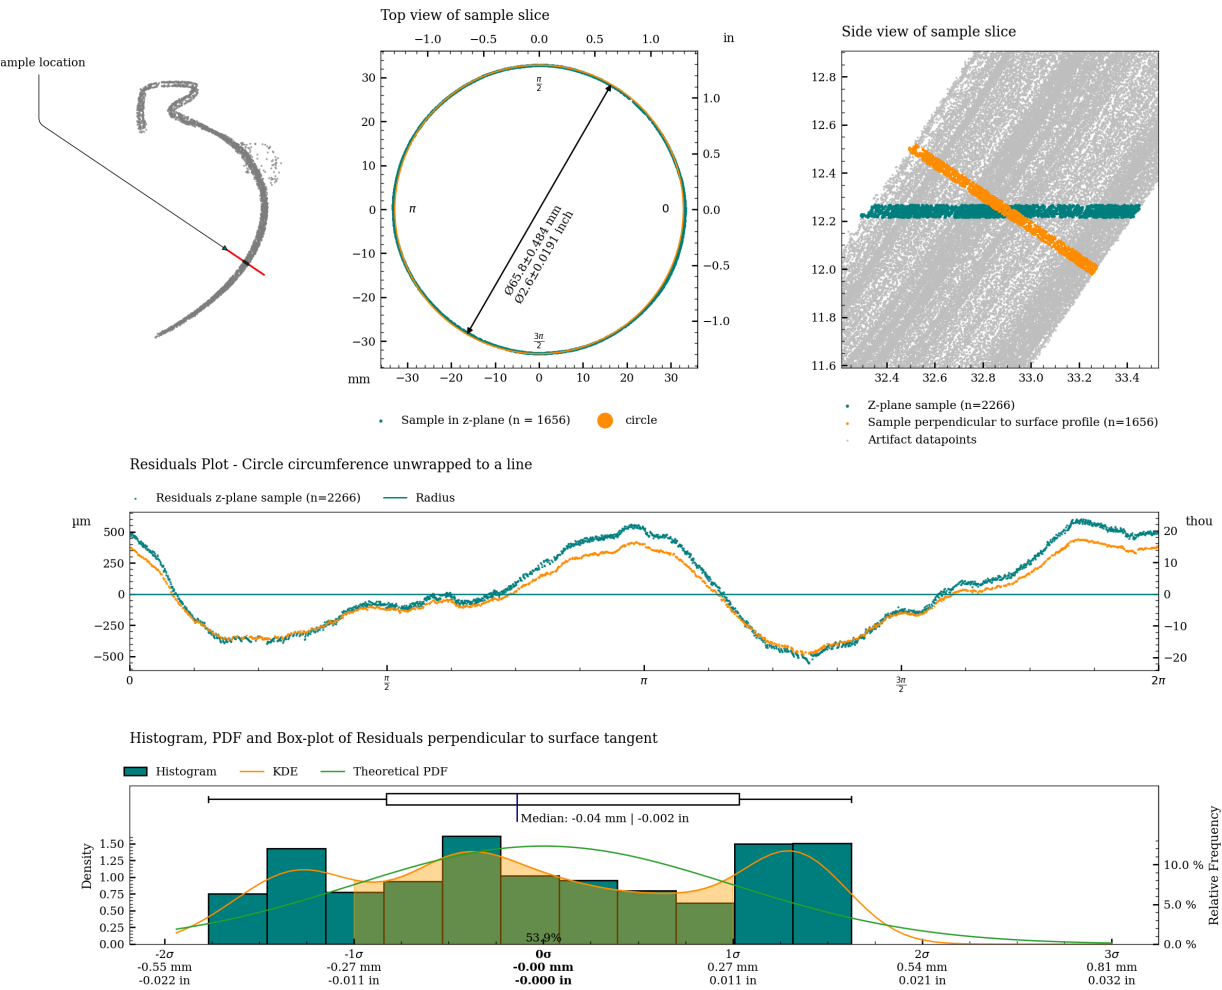 Top view of sample slice
Side view of sample slice
ample location
−1.0 −0.5 0.0 0.5 1.0 in
30
20
10
0
−10
−20
−30
1.0
0.5
0.0
−0.5
−1.0
π/2
π
0
3π/2
Ø65.8±0.484 mm
Ø2.6±0.0191 inch
mm −30 −20 −10 0 10 20 30
Sample in z-plane (n = 1656) circle
12.8
12.6
12.4
12.2
12.0
11.8
11.6
32.4 32.6 32.8 33.0 33.2 33.4
Z-plane sample (n=2266)
Sample perpendicular to surface profile (n=1656)
Artifact datapoints
Residuals Plot - Circle circumference unwrapped to a line
Residuals z-plane sample (n=2266) Radius
µm
500
250
0
−250
−500
thou
20
10
0
−10
−20
0 π/2 π 3π/2 2π
Histogram, PDF and Box-plot of Residuals perpendicular to surface tangent
Histogram KDE Theoretical PDF
Median: -0.04 mm | -0.002 in
Density
1.50
1.25
1.00
0.75
0.50
0.25
0.00
53.9%
10.0 %
5.0 %
0.0 %
Relative Frequency
-2σ -1σ 0σ 1σ 2σ 3σ
-0.55 mm -0.27 mm -0.00 mm 0.27 mm 0.54 mm 0.81 mm
-0.022 in -0.011 in -0.000 in 0.011 in 0.021 in 0.032 in